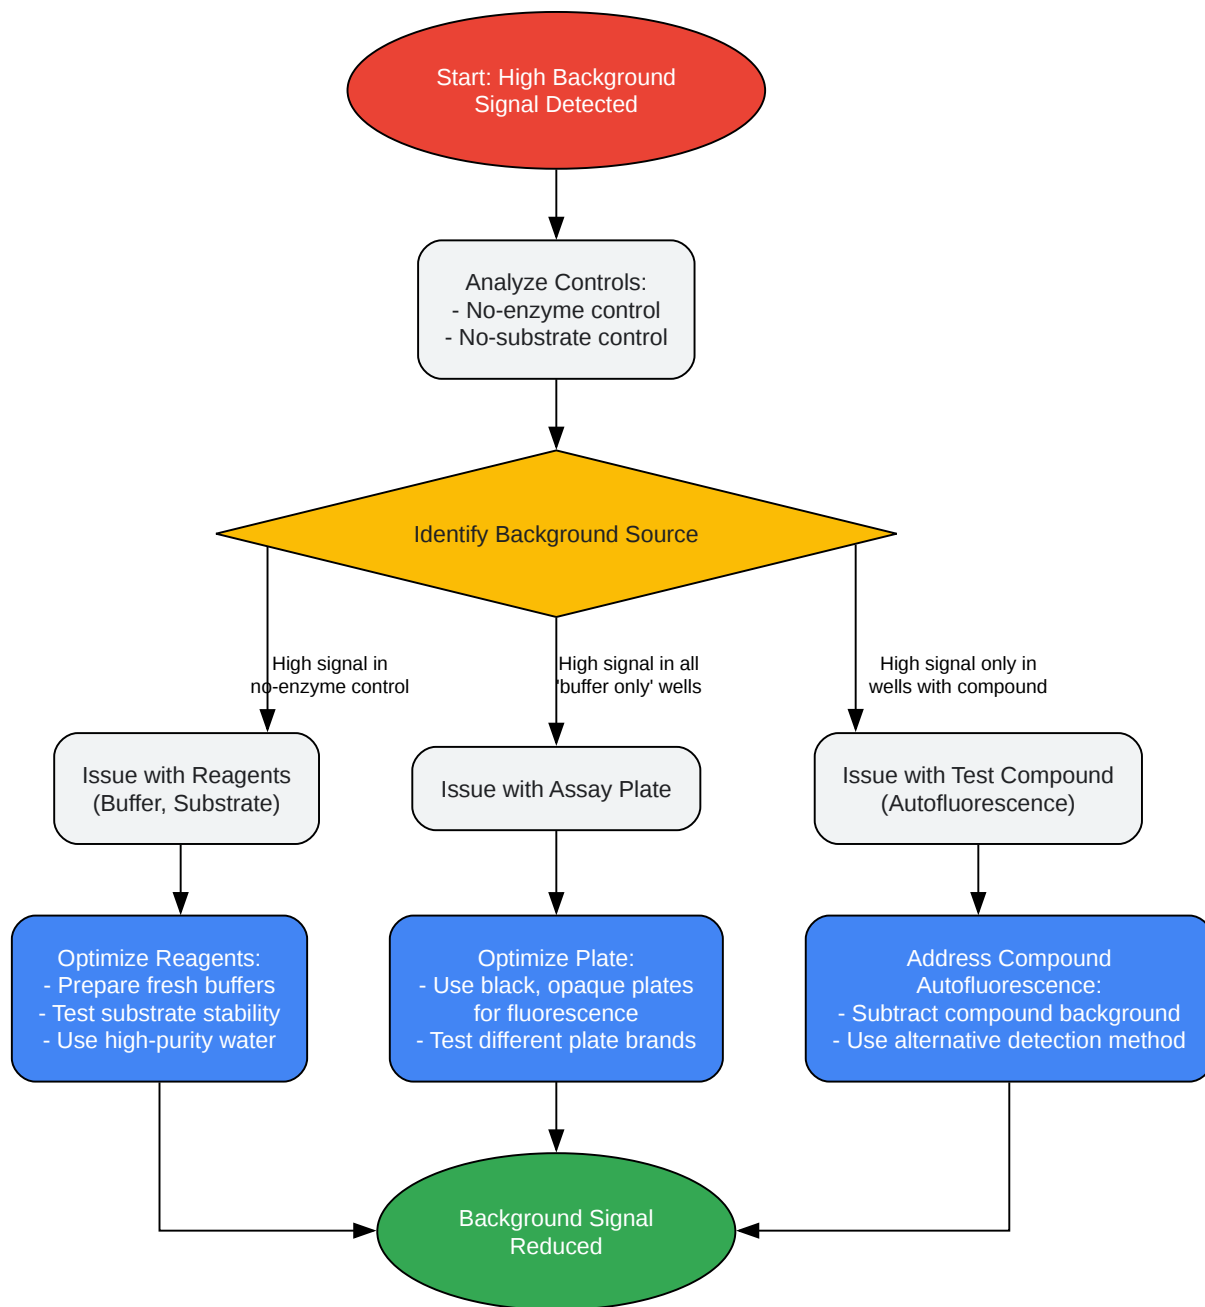 Start: High Background
Signal Detected
Analyze Controls:
- No-enzyme control
- No-substrate control
Identify Background Source
High signal in
no-enzyme control
High signal in all
'buffer only' wells
High signal only in
wells with compound
Issue with Reagents
(Buffer, Substrate)
Issue with Assay Plate
Issue with Test Compound
(Autofluorescence)
Optimize Reagents:
- Prepare fresh buffers
- Test substrate stability
- Use high-purity water
Optimize Plate:
- Use black, opaque plates
for fluorescence
- Test different plate brands
Address Compound
Autofluorescence:
- Subtract compound background
- Use alternative detection method
Background Signal
Reduced